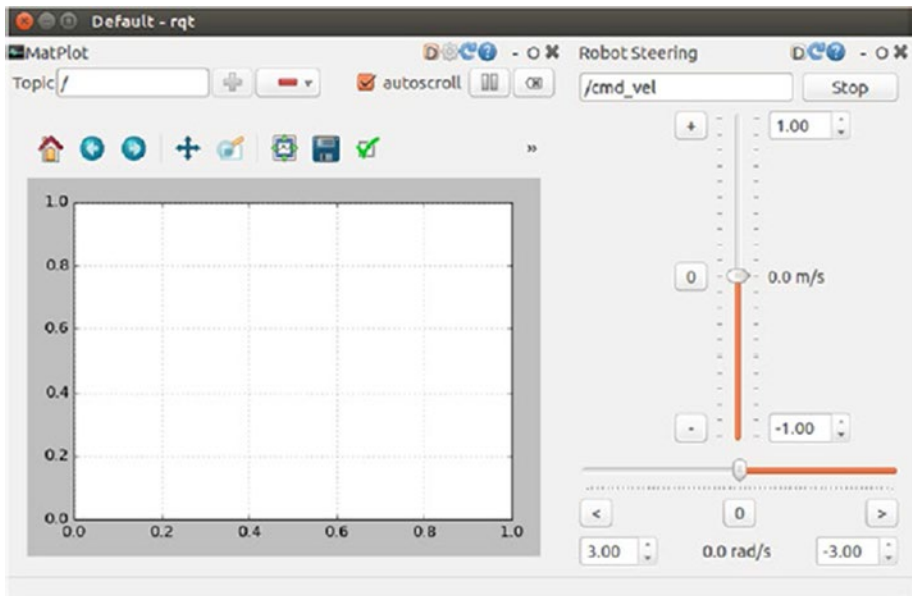 Default - rqt
MatPlot
D
- O
Topic /
autoscroll
»
1.0
0.8
0.6
0.4
0.2
0.0
0.0 0.2 0.4 0.6 0.8 1.0
Robot Steering
D
- O
/cmd_vel
Stop
+
1.00
0
0.0 m/s
-
-1.00
<
0
>
3.00
0.0 rad/s
-3.00